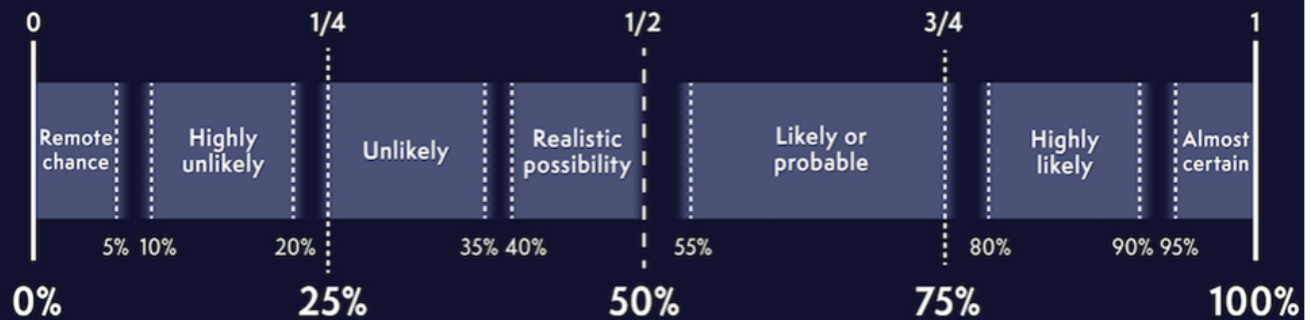 0 1/4 1/2 3/4 1
Remote chance
Highly unlikely
Unlikely
Realistic possibility
Likely or probable
Highly likely
Almost certain
5% 10% 20% 35% 40% 55% 80% 90% 95%
0% 25% 50% 75% 100%